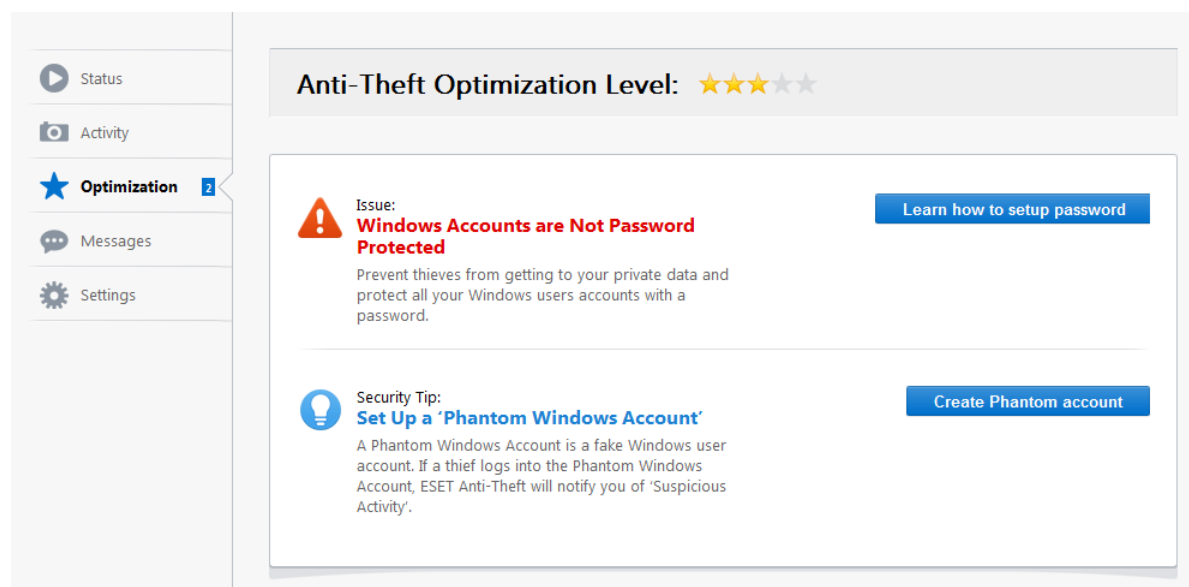 Status
Activity
Optimization 2
Messages
Settings
Anti-Theft Optimization Level:
Issue:
Windows Accounts are Not Password
Protected
Prevent thieves from getting to your private data and
protect all your Windows users accounts with a
password.
Learn how to setup password
Security Tip:
Set Up a ‘Phantom Windows Account’
A Phantom Windows Account is a fake Windows user
account. If a thief logs into the Phantom Windows
Account, ESET Anti-Theft will notify you of ‘Suspicious
Activity’.
Create Phantom account